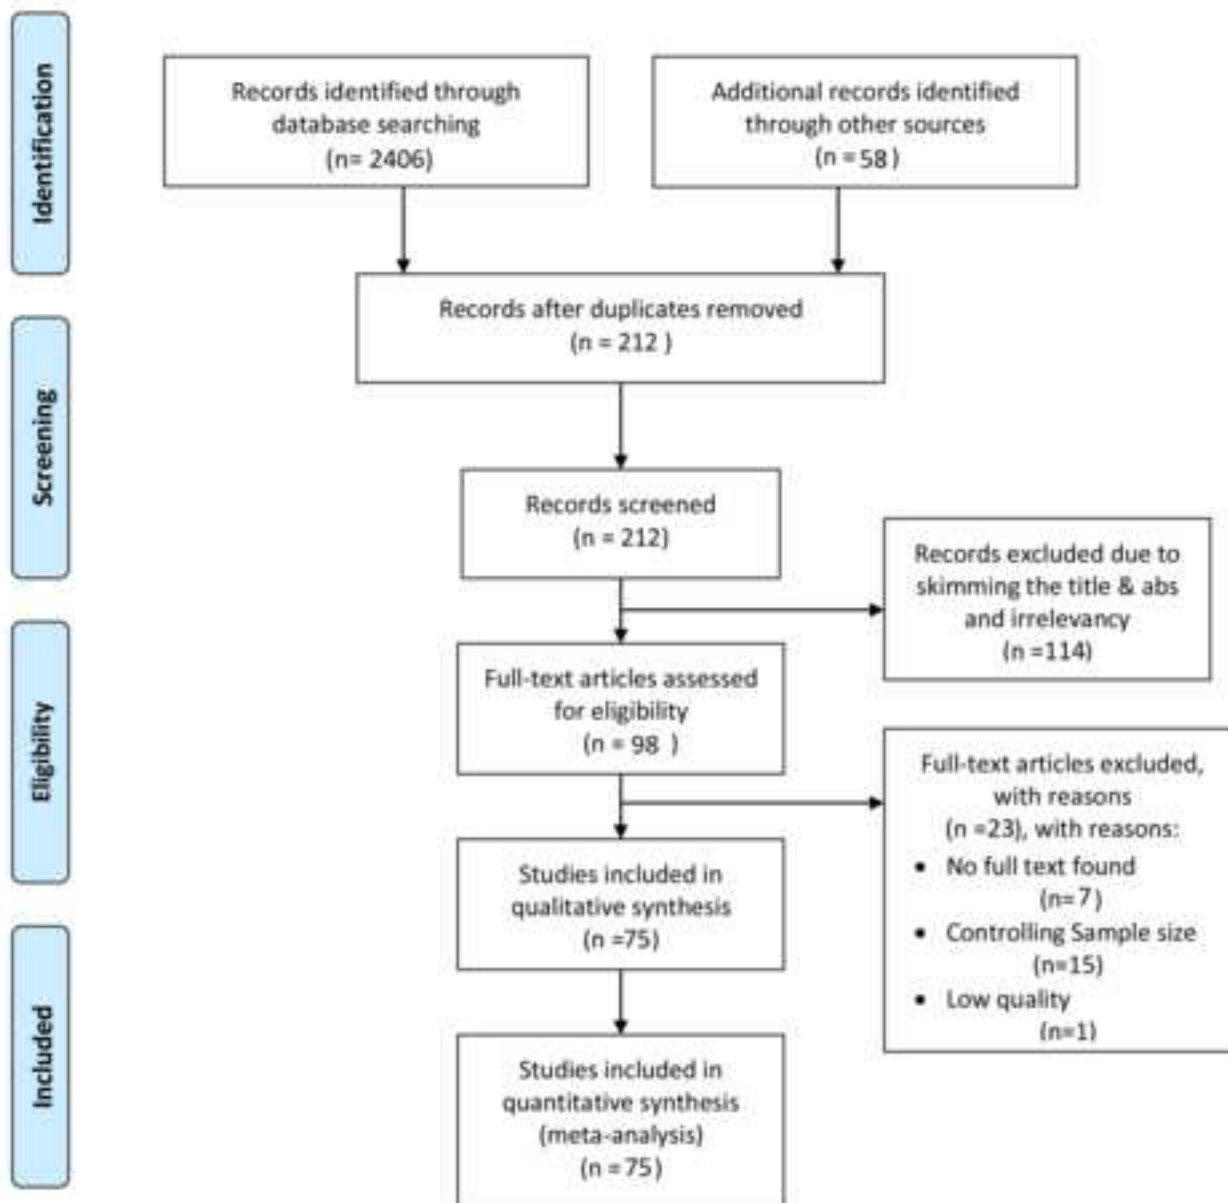 Identification
Records identified through
database searching
(n= 2406)
Additional records identified
through other sources
(n = 58 )
Records after duplicates removed
(n = 212 )
Screening
Records screened
(n = 212)
Records excluded due to
skimming the title & abs
and irrelevancy
(n =114)
Eligibility
Full-text articles assessed
for eligibility
(n = 98 )
Full-text articles excluded,
with reasons
(n =23), with reasons:
• No full text found
(n= 7 )
• Controlling Sample size
(n=15)
• Low quality
(n=1)
Studies included in
qualitative synthesis
(n =75)
Included
Studies included in
quantitative synthesis
(meta-analysis)
(n = 75)